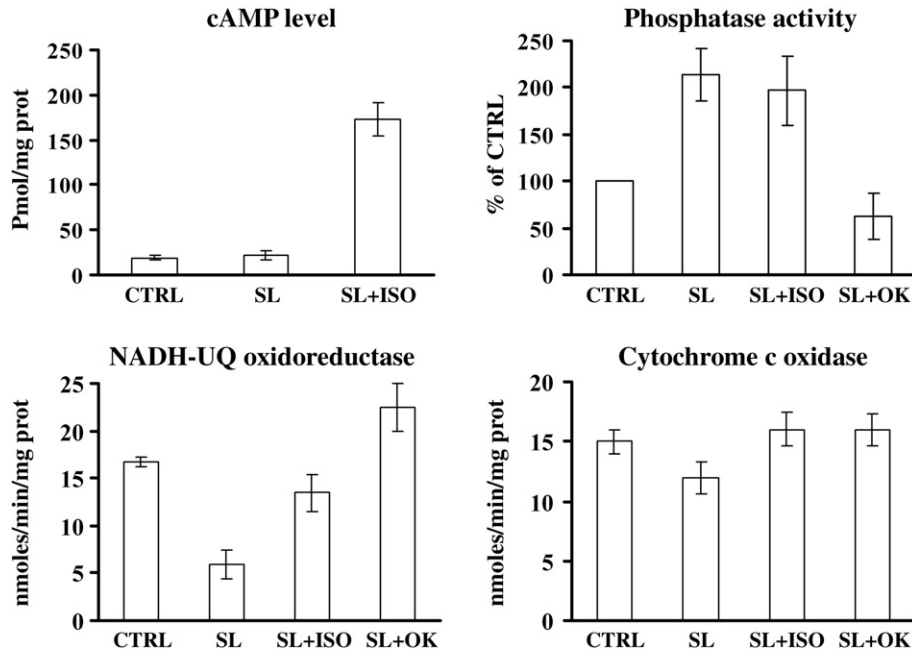 cAMP level
Pmol/mg prot
250
200
150
100
50
0
CTRL SL SL+ISO
Phosphatase activity
% of CTRL
250
200
150
100
50
0
CTRL SL SL+ISO SL+OK
NADH-UQ oxidoreductase
nmoles/min/mg prot
25
20
15
10
5
0
CTRL SL SL+ISO SL+OK
Cytochrome c oxidase
nmoles/min/mg prot
20
15
10
5
0
CTRL SL SL+ISO SL+OK